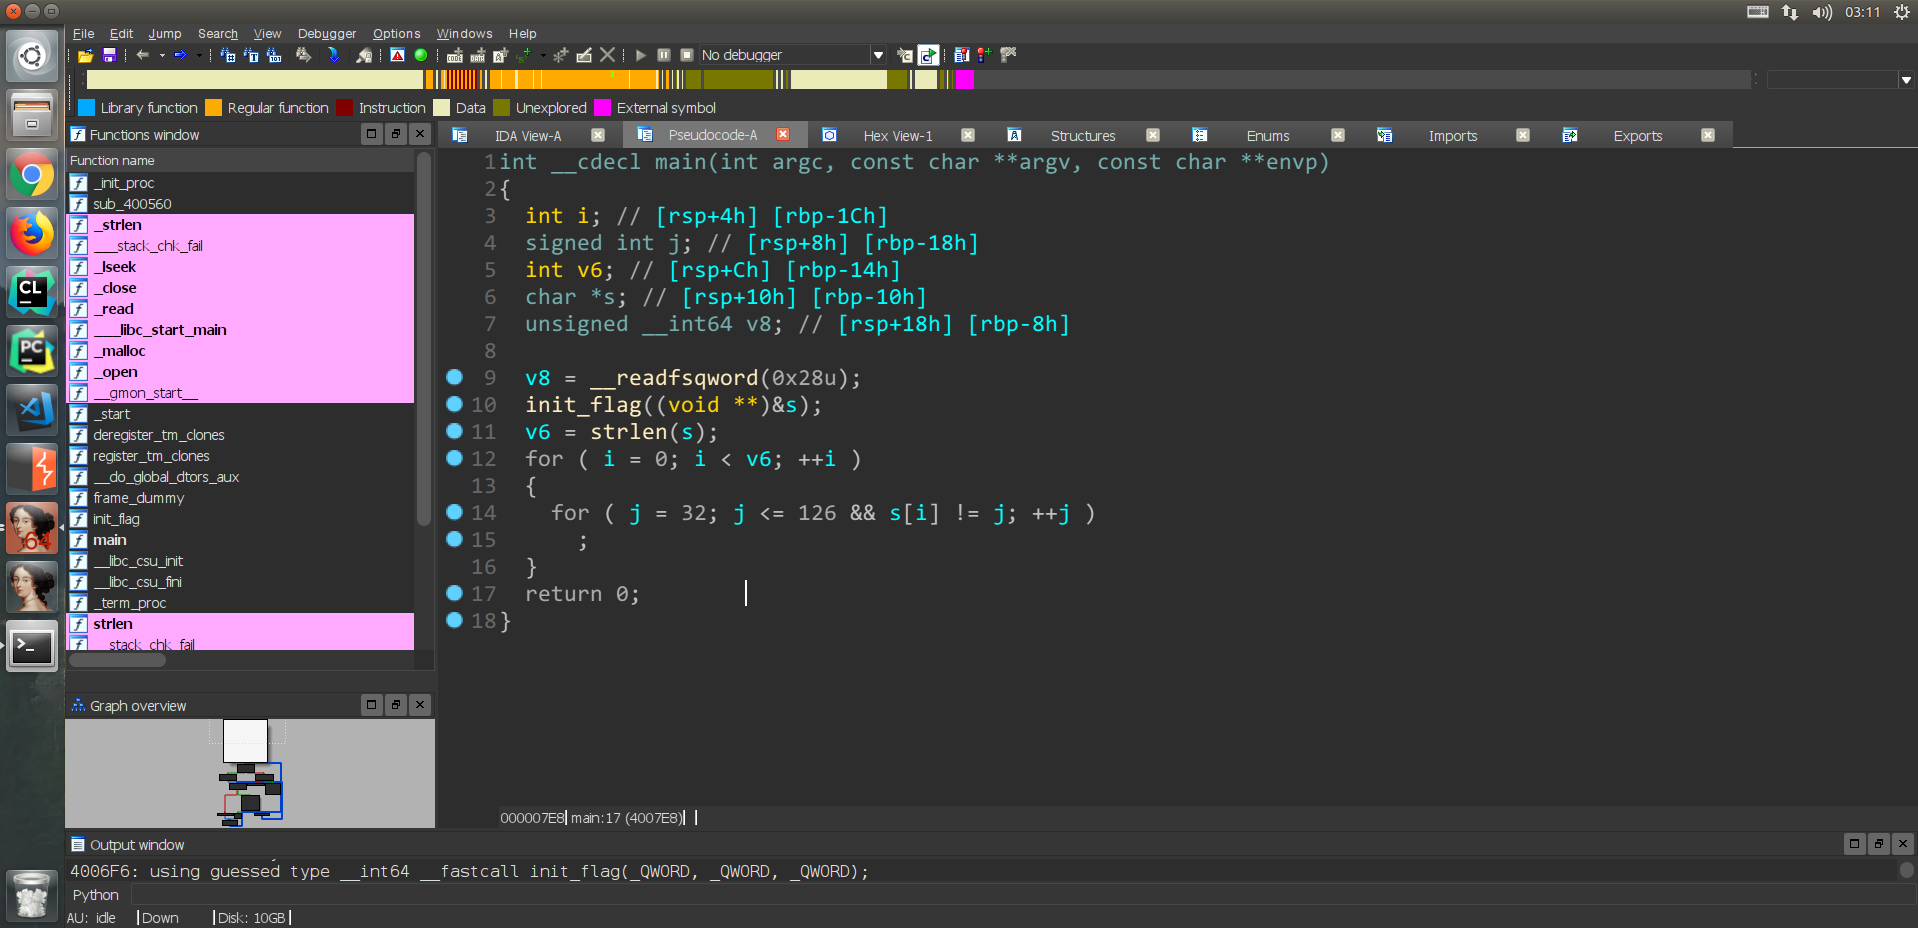 03:11
File Edit Jump Search View Debugger Options Windows Help
No debugger
Library function Regular function Instruction Data Unexplored External symbol
Functions window
IDA View-A Pseudocode-A Hex View-1 Structures Enums Imports Exports
Function name
_init_proc
sub_400560
_strlen
___stack_chk_fail
_lseek
_close
_read
___libc_start_main
_malloc
_open
__gmon_start__
_start
deregister_tm_clones
register_tm_clones
__do_global_dtors_aux
frame_dummy
init_flag
main
__libc_csu_init
__libc_csu_fini
_term_proc
strlen
__stack_chk_fail
1 int __cdecl main(int argc, const char **argv, const char **envp)
2 {
3 int i; // [rsp+4h] [rbp-1Ch]
4 signed int j; // [rsp+8h] [rbp-18h]
5 int v6; // [rsp+Ch] [rbp-14h]
6 char *s; // [rsp+10h] [rbp-10h]
7 unsigned __int64 v8; // [rsp+18h] [rbp-8h]
8
9 v8 = __readfsqword(0x28u);
10 init_flag((void **)&s);
11 v6 = strlen(s);
12 for ( i = 0; i < v6; ++i )
13 {
14 for ( j = 32; j <= 126 && s[i] != j; ++j )
15 ;
16 }
17 return 0;
18 }
000007E8 main:17 (4007E8)
Graph overview
Output window
4006F6: using guessed type __int64 __fastcall init_flag(_QWORD, _QWORD, _QWORD);
Python
AU: idle Down Disk: 10GB
CL
PC
64